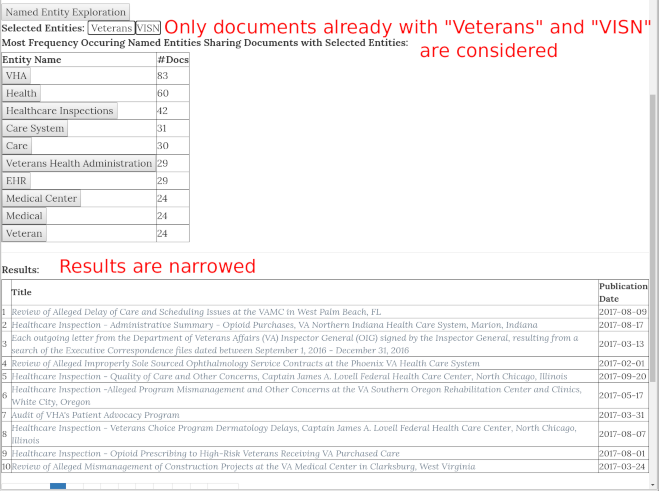 Named Entity Exploration
Selected Entities: Veterans VISN Only documents already with "Veterans" and "VISN"
Most Frequency Occuring Named Entities Sharing Documents with Selected Entities:
are considered
Entity Name #Docs
VHA 83
Health 60
Healthcare Inspections 42
Care System 31
Care 30
Veterans Health Administration 29
EHR 29
Medical Center 24
Medical 24
Veteran 24
Results: Results are narrowed
Title Publication
Date
1 Review of Alleged Delay of Care and Scheduling Issues at the VAMC in West Palm Beach, FL 2017-08-09
2 Healthcare Inspection - Administrative Summary - Opioid Purchases, VA Northern Indiana Health Care System, Marion, Indiana 2017-08-17
3 Each outgoing letter from the Department of Veterans Affairs (VA) Inspector General (OIG) signed by the Inspector General, resulting from a
search of the Executive Correspondence files dated between September 1, 2016 - December 31, 2016 2017-03-13
4 Review of Alleged Improperly Sole Sourced Ophthalmology Service Contracts at the Phoenix VA Health Care System 2017-02-01
5 Healthcare Inspection - Quality of Care and Other Concerns, Captain James A. Lovell Federal Health Care Center, North Chicago, Illinois 2017-09-20
6 Healthcare Inspection -Alleged Program Mismanagement and Other Concerns at the VA Southern Oregon Rehabilitation Center and Clinics,
White City, Oregon 2017-05-17
7 Audit of VHA's Patient Advocacy Program 2017-03-31
8 Healthcare Inspection - Veterans Choice Program Dermatology Delays, Captain James A. Lovell Federal Health Care Center, North Chicago,
Illinois 2017-08-07
9 Healthcare Inspection - Opioid Prescribing to High-Risk Veterans Receiving VA Purchased Care 2017-08-01
10 Review of Alleged Mismanagement of Construction Projects at the VA Medical Center in Clarksburg, West Virginia 2017-03-24